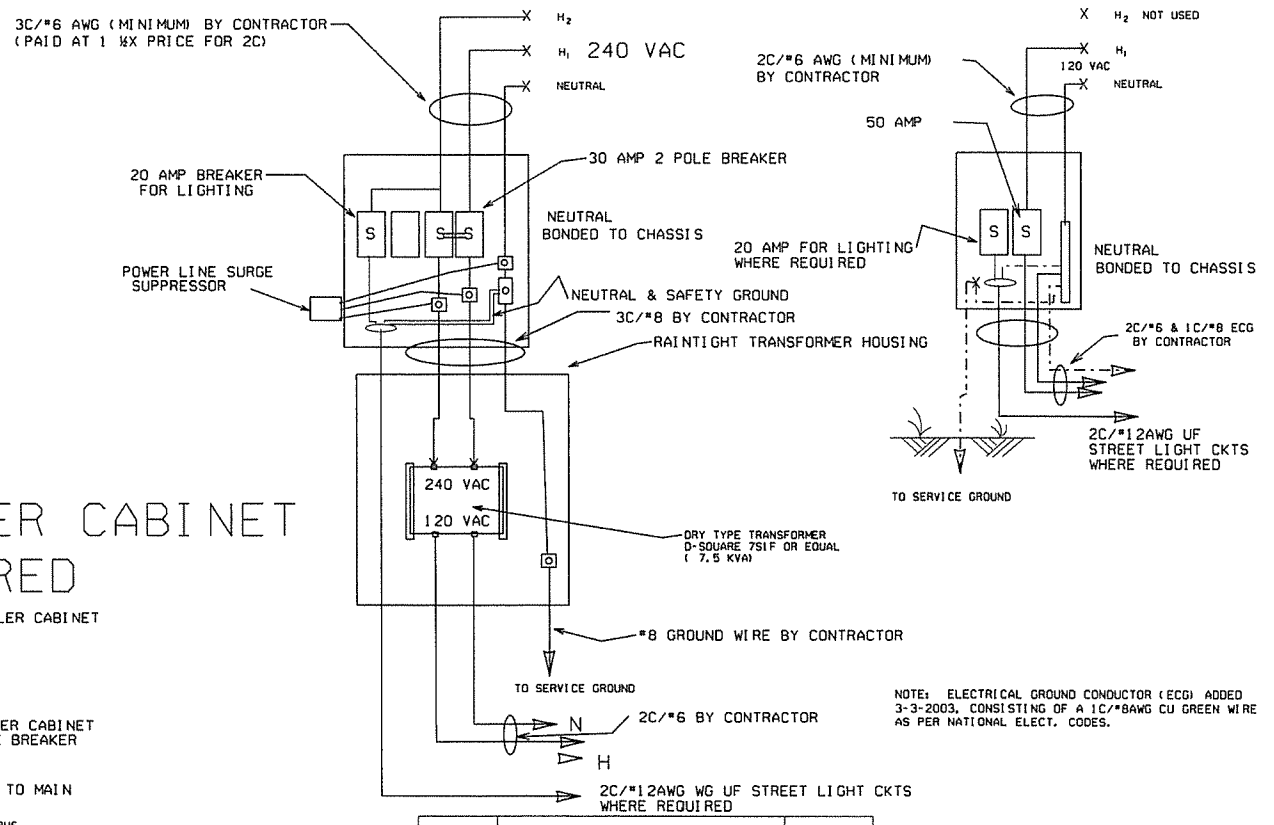 3C/#6 AWG (MINIMUM) BY CONTRACTOR
(PAID AT 1 ½X PRICE FOR 2C)
X H2
X H1 240 VAC
X NEUTRAL
20 AMP BREAKER
FOR LIGHTING
30 AMP 2 POLE BREAKER
S
S
S
NEUTRAL
BONDED TO CHASSIS
POWER LINE SURGE
SUPPRESSOR
NEUTRAL & SAFETY GROUND
3C/#8 BY CONTRACTOR
RAINTIGHT TRANSFORMER HOUSING
240 VAC
120 VAC
DRY TYPE TRANSFORMER
D-SQUARE 7S1F OR EQUAL
( 7.5 KVA)
#8 GROUND WIRE BY CONTRACTOR
TO SERVICE GROUND
2C/#6 BY CONTRACTOR
N
H
2C/#12AWG WG UF STREET LIGHT CKTS
WHERE REQUIRED
X H2 NOT USED
X H1
120 VAC
X NEUTRAL
2C/#6 AWG (MINIMUM)
BY CONTRACTOR
50 AMP
S
S
20 AMP FOR LIGHTING
WHERE REQUIRED
NEUTRAL
BONDED TO CHASSIS
2C/#6 & 1C/#8 ECG
BY CONTRACTOR
2C/#12AWG UF
STREET LIGHT CKTS
WHERE REQUIRED
TO SERVICE GROUND
NOTE: ELECTRICAL GROUND CONDUCTOR (ECG) ADDED
3-3-2003, CONSISTING OF A 1C/#8AWG CU GREEN WIRE
AS PER NATIONAL ELECT. CODES.
ER CABINET
RED
LER CABINET
ER CABINET
E BREAKER
TO MAIN